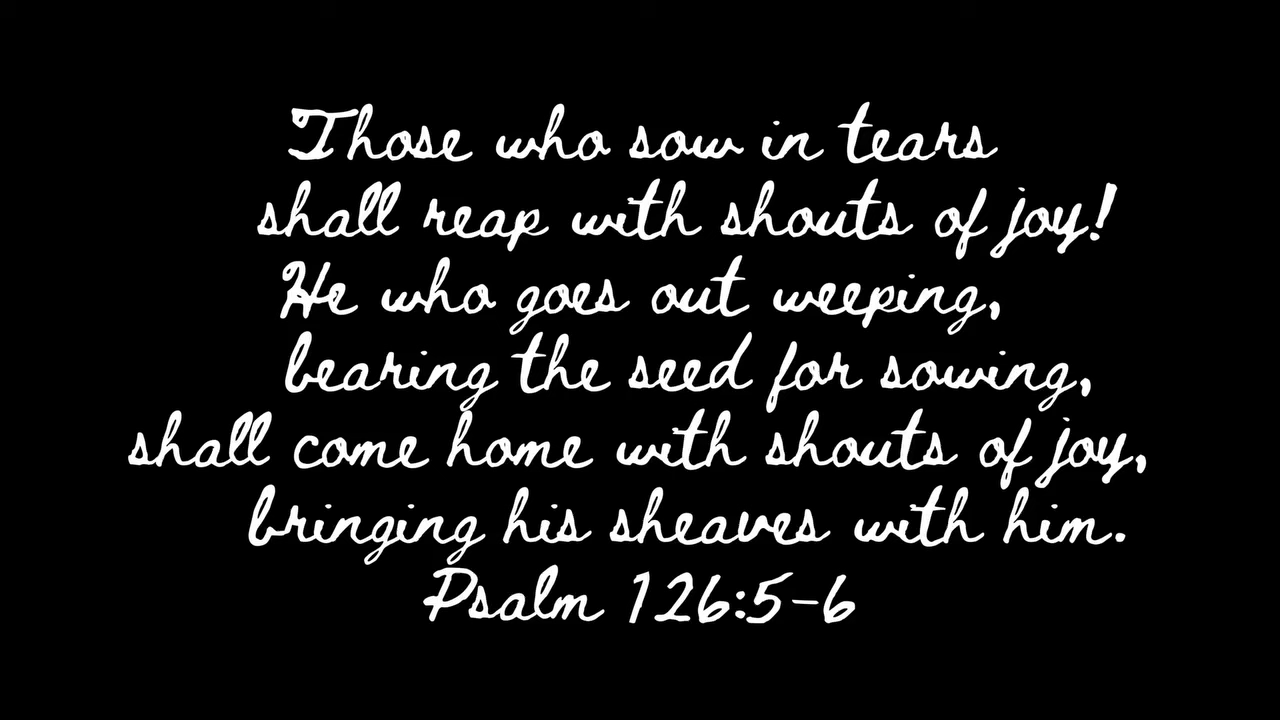 Those who sow in tears
shall reap with shouts of joy!
He who goes out weeping,
bearing the seed for sowing,
shall come home with shouts of joy,
bringing his sheaves with him.
Psalm 126:5-6